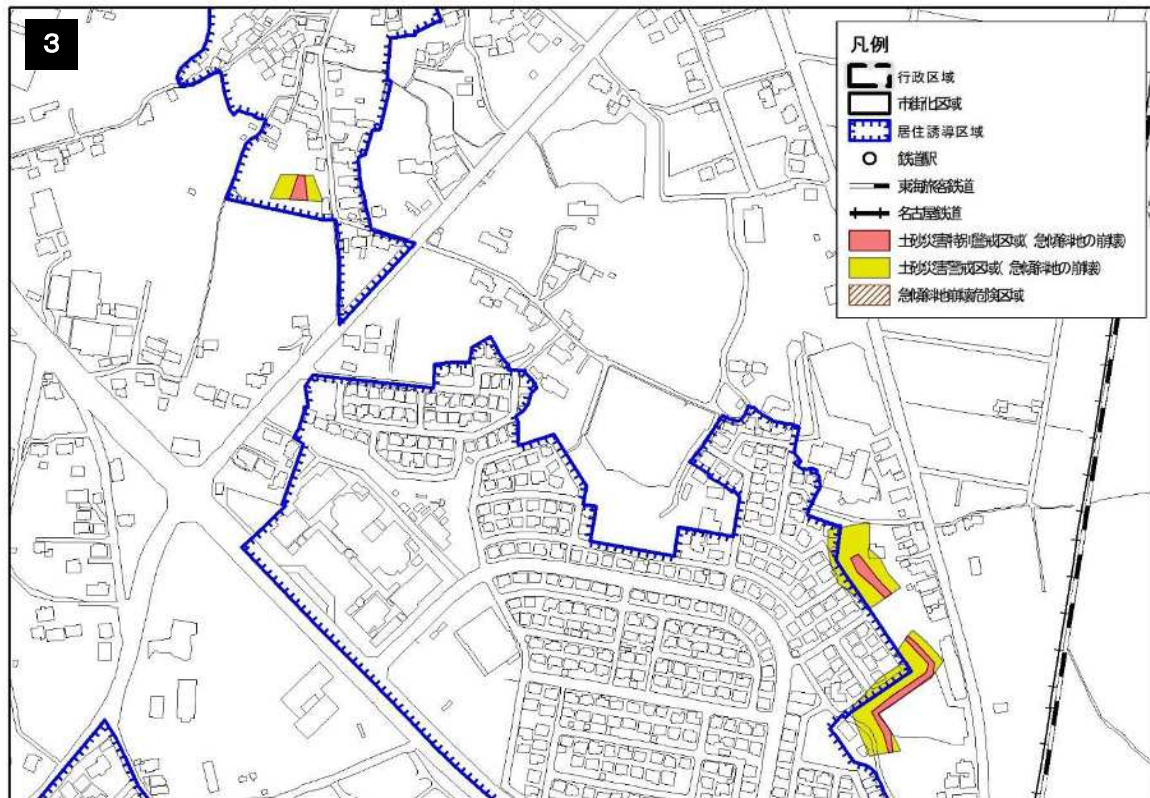 3
凡例
行政区域
市街化区域
居住誘導区域
鉄道駅
東海旅客鉄道
名古屋鉄道
土砂災害特別警戒区域(急傾斜地の崩壊)
土砂災害警戒区域(急傾斜地の崩壊)
急傾斜地崩壊危険区域